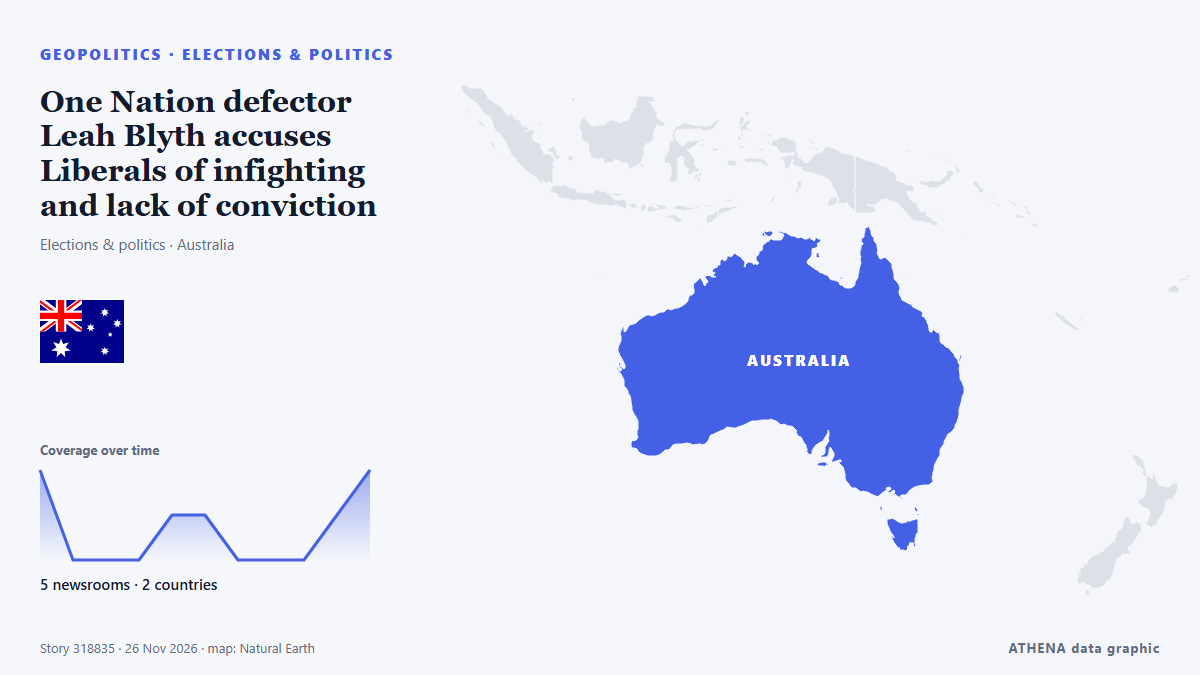 GEOPOLITICS · ELECTIONS & POLITICS
One Nation defector
Leah Blyth accuses
Liberals of infighting
and lack of conviction
Elections & politics · Australia
AUSTRALIA
Coverage over time
5 newsrooms · 2 countries
Story 318835 · 26 Nov 2026 · map: Natural Earth
ATHENA data graphic